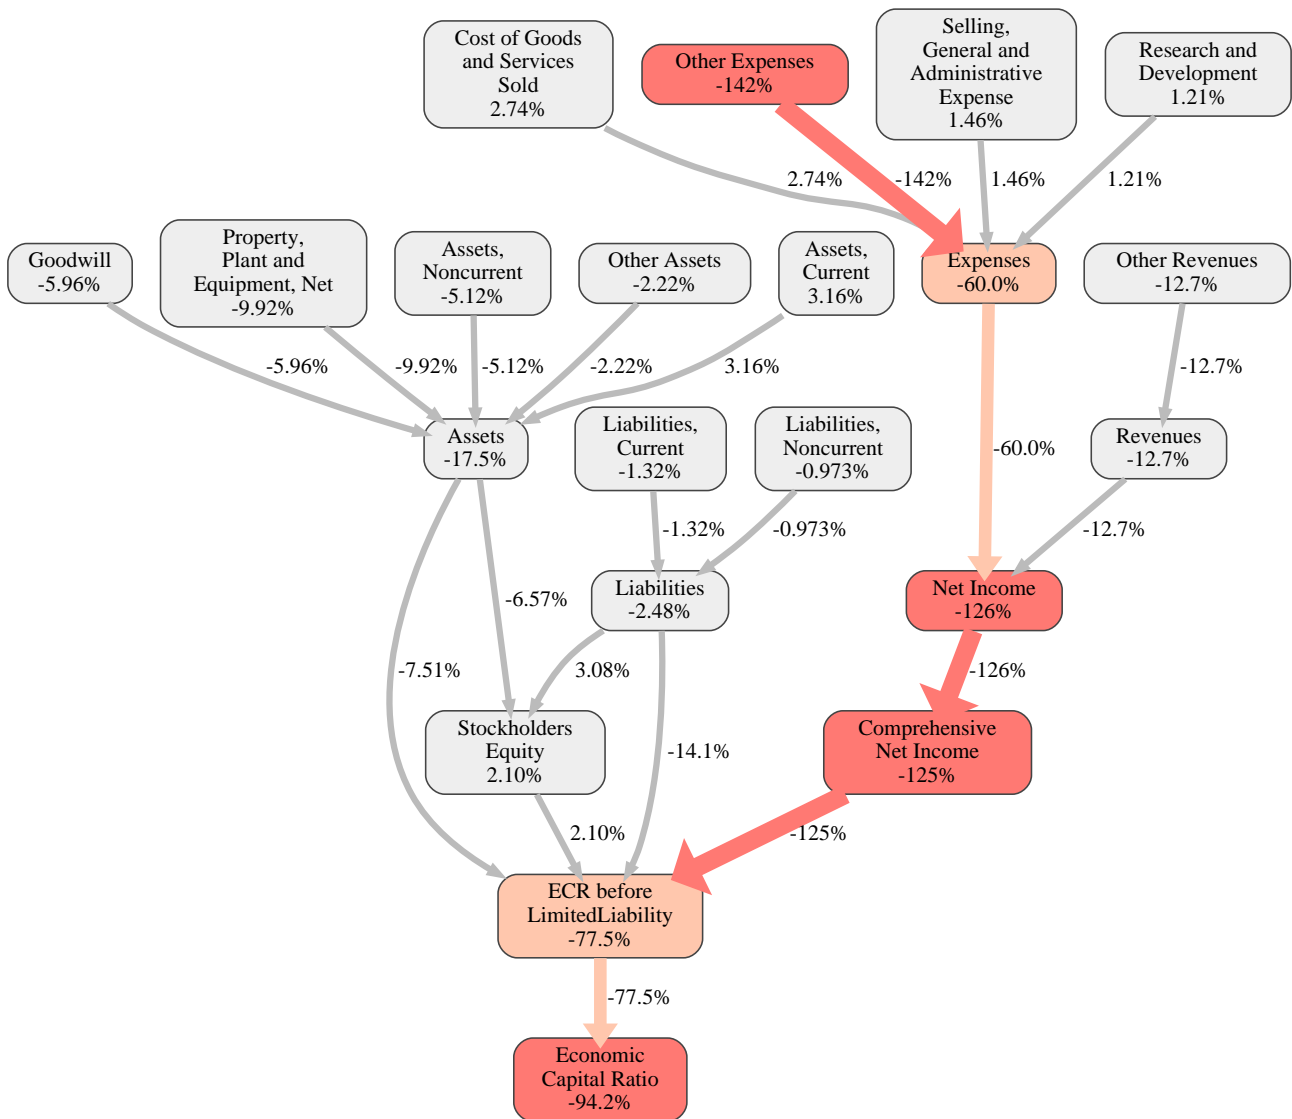 Cost of Goods
and Services
Sold
2.74%
Other Expenses
-142%
Selling,
General and
Administrative
Expense
1.46%
Research and
Development
1.21%
2.74%
-142%
1.46%
1.21%
Goodwill
-5.96%
Property,
Plant and
Equipment, Net
-9.92%
Assets,
Noncurrent
-5.12%
Other Assets
-2.22%
Assets,
Current
3.16%
Expenses
-60.0%
Other Revenues
-12.7%
-5.96%
-9.92%
-5.12%
-2.22%
3.16%
-60.0%
-12.7%
Assets
-17.5%
Liabilities,
Current
-1.32%
Liabilities,
Noncurrent
-0.973%
Revenues
-12.7%
-6.57%
-1.32%
-0.973%
-12.7%
Liabilities
-2.48%
Net Income
-126%
-7.51%
3.08%
-14.1%
-126%
Stockholders
Equity
2.10%
Comprehensive
Net Income
-125%
2.10%
-125%
ECR before
LimitedLiability
-77.5%
-77.5%
Economic
Capital Ratio
-94.2%